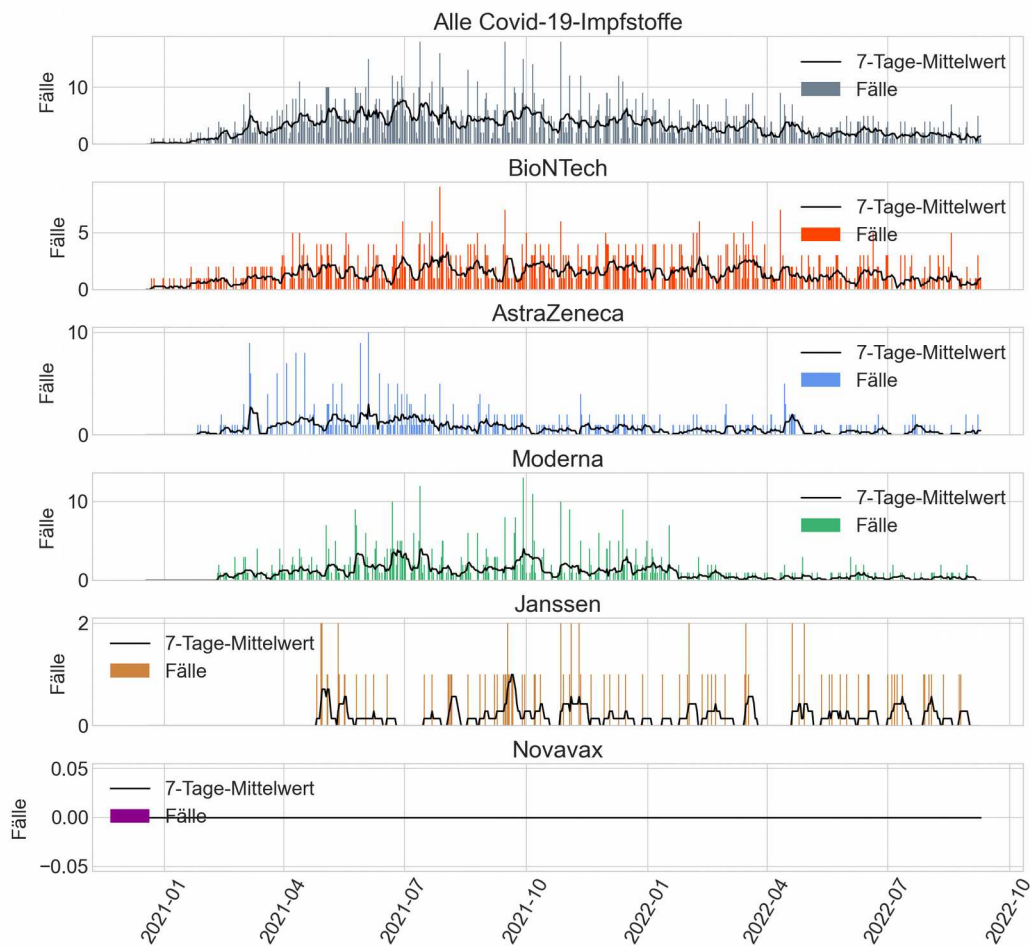 Alle Covid-19-Impfstoffe
Fälle
10
0
7-Tage-Mittelwert
Fälle
BioNTech
Fälle
5
0
7-Tage-Mittelwert
Fälle
AstraZeneca
Fälle
10
0
7-Tage-Mittelwert
Fälle
Moderna
Fälle
10
0
7-Tage-Mittelwert
Fälle
Janssen
Fälle
2
0
7-Tage-Mittelwert
Fälle
Novavax
Fälle
0.05
0.00
−0.05
7-Tage-Mittelwert
Fälle
2021-01
2021-04
2021-07
2021-10
2022-01
2022-04
2022-07
2022-10